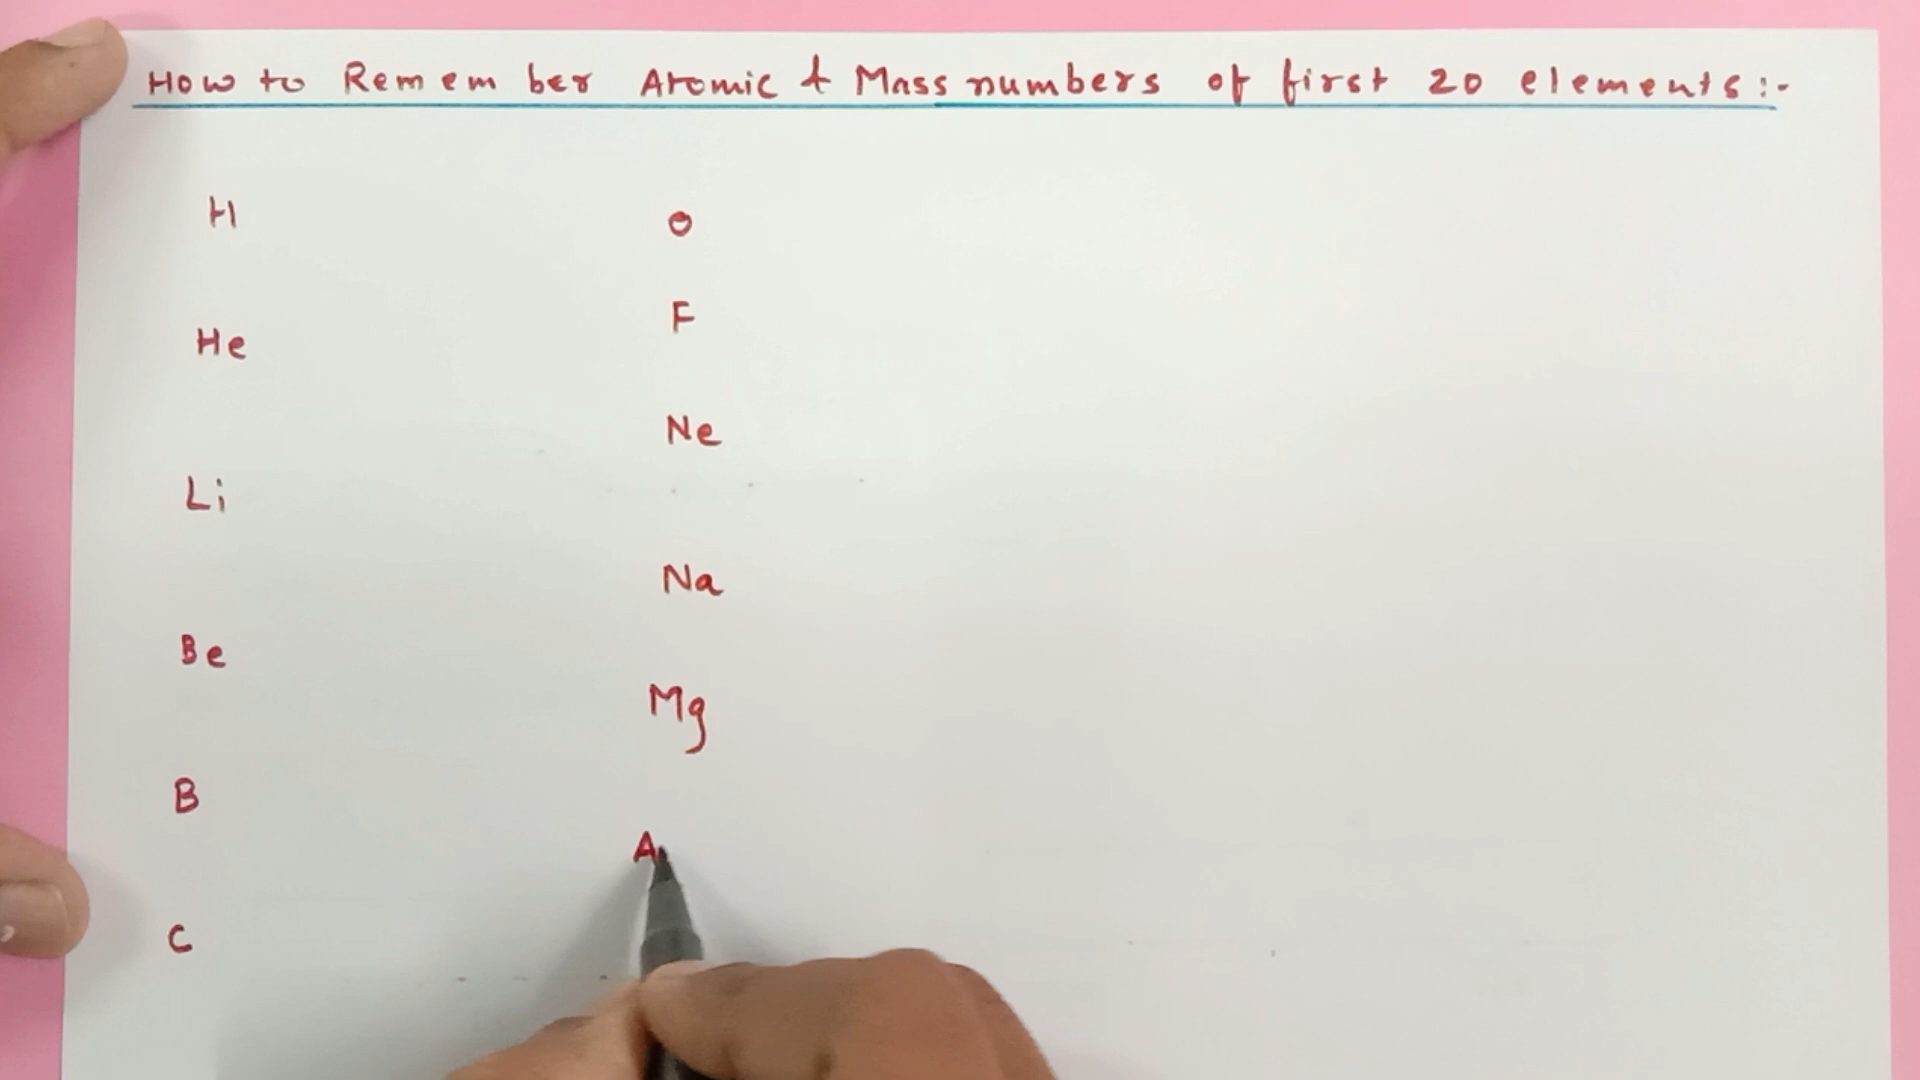 How to Remember Atomic & Mass numbers of first 20 elements:-
H
He
Li
Be
B
C
O
F
Ne
Na
Mg
A